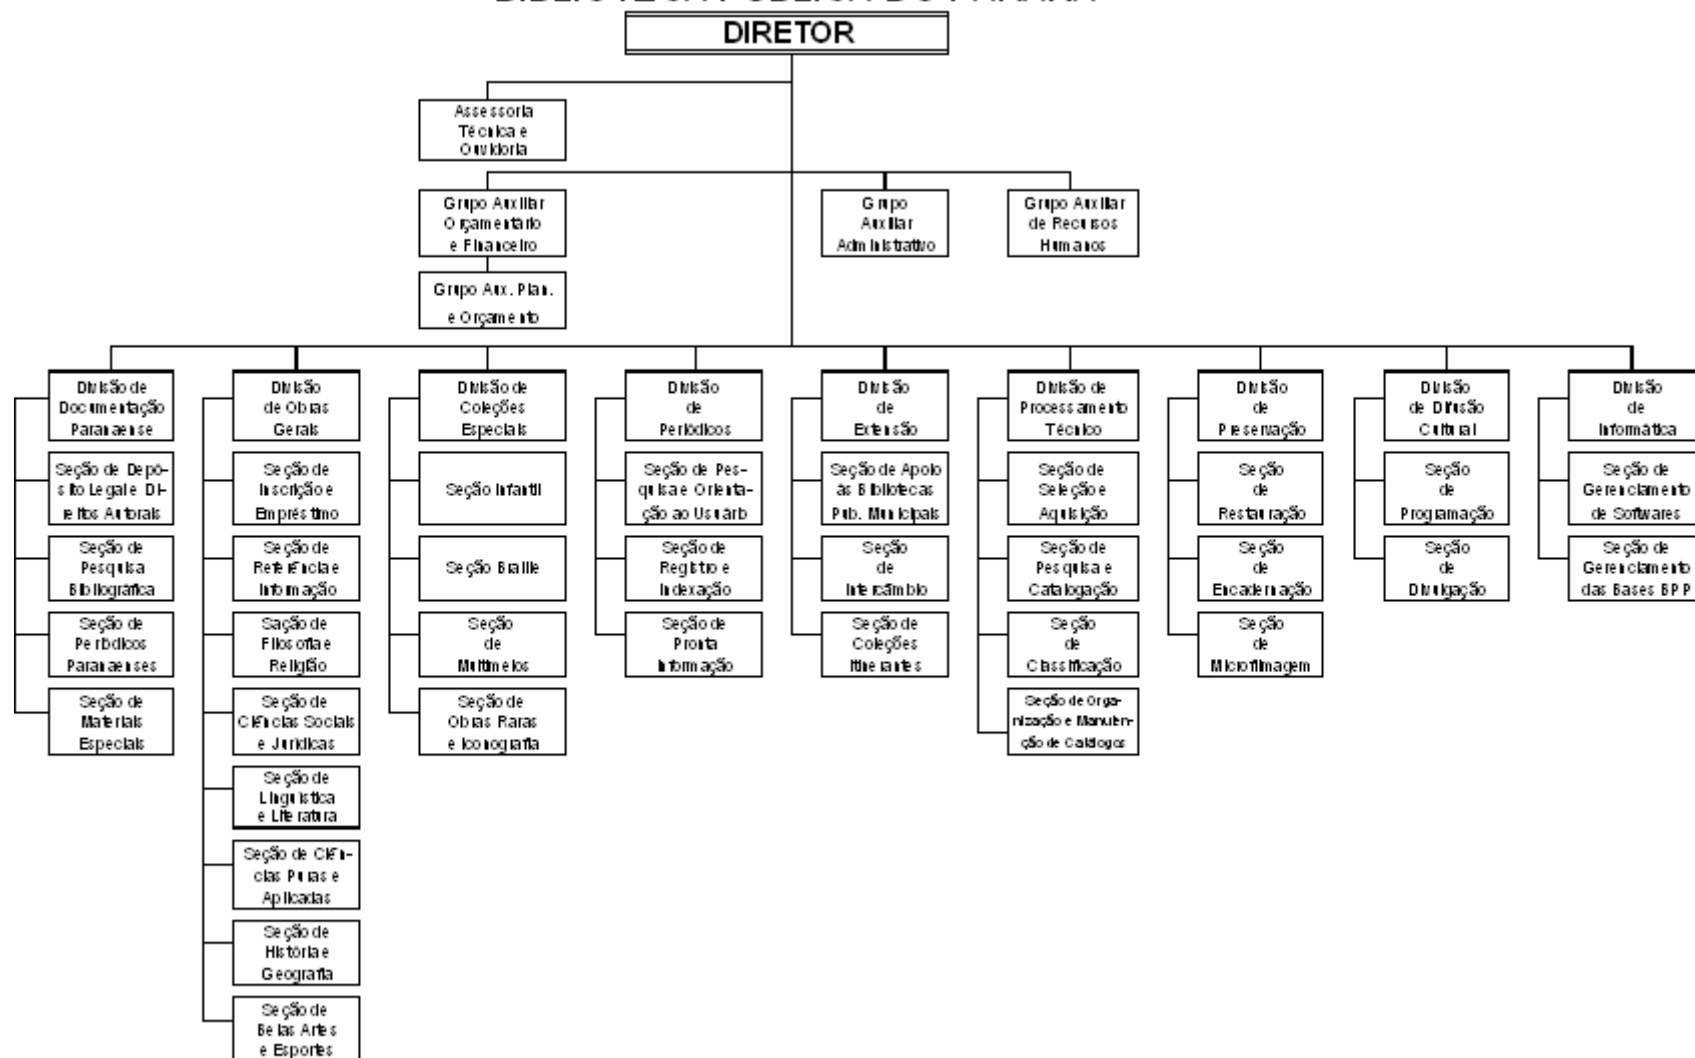 BIBLIOTECA PÚBLICA DO PARANÁ
DIRETOR
Assessoria
Técnica e
Ouvidoria
Grupo Auxiliar
Orçamentário
e Financeiro
Grupo
Auxiliar
Administrativo
Grupo Auxiliar
de Recursos
Humanos
Grupo Aux. Plan.
e Orçamento
Divisão de
Documentação
Paranaense
Seção de Depó-
sito Legal e Di-
reitos Autorais
Seção de
Pesquisa
Bibliográfica
Seção de
Periódicos
Paranaenses
Seção de
Materiais
Especiais
Divisão
de Obras
Gerais
Seção de
Inscrição e
Empréstimo
Seção de
Referência e
Informação
Sação de
Filosofia e
Religião
Seção de
Ciências Sociais
e Jurídicas
Seção de
Linguística
e Literatura
Seção de Ciên-
cias Puras e
Aplicadas
Seção de
História e
Geografia
Seção de
Belas Artes
e Esportes
Divisão de
Coleções
Especiais
Seção Infantil
Seção Braille
Seção
de
Multimeios
Seção de
Obras Raras
e Iconografia
Divisão
de
Periódicos
Seção de Pes-
quisa e Orienta-
ção ao Usuário
Seção de
Registro e
Indexação
Seção de
Pronta
Informação
Divisão
de
Extensão
Seção de Apoio
às Bibliotecas
Pub. Municipais
Seção
de
Intercâmbio
Seção de
Coleções
Itinerantes
Divisão de
Processamento
Técnico
Seção de
Seleção e
Aquisição
Seção de
Pesquisa e
Catalogação
Seção
de
Classificação
Seção de Orga-
nização e Manuten-
ção de Catálogos
Divisão
de
Preservação
Seção
de
Restauração
Seção
de
Encadernação
Seção
de
Microfilmagem
Divisão
de Difusão
Cultural
Seção
de
Programação
Seção
de
Divulgação
Divisão
de
Informática
Seção de
Gerenciamento
de Softwares
Seção de
Gerenciamento
das Bases BPP